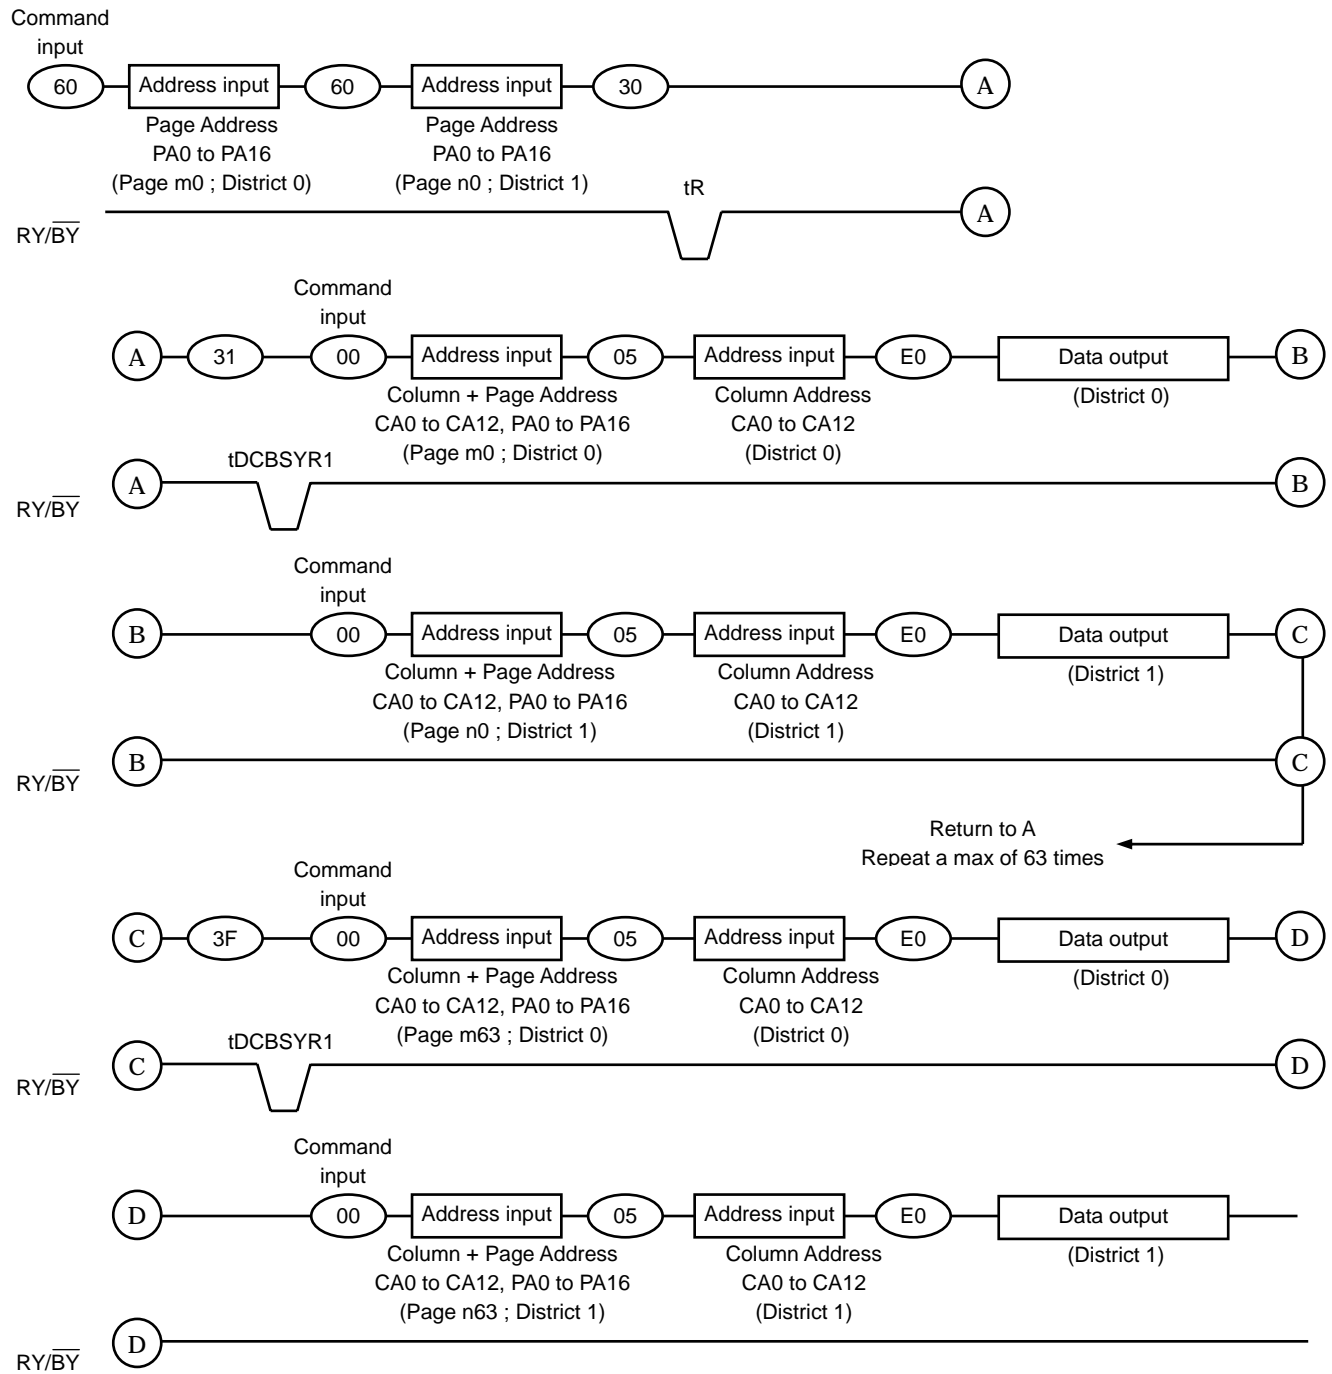 Command
input
60 Address input 60 Address input 30 A
Page Address Page Address
PA0 to PA16 PA0 to PA16
(Page m0 ; District 0) (Page n0 ; District 1)
tR
RY/BY A
Command
input
A 31 00 Address input 05 Address input E0 Data output B
Column + Page Address Column Address (District 0)
CA0 to CA12, PA0 to PA16 CA0 to CA12
(Page m0 ; District 0) (District 0)
tDCBSYR1
RY/BY A B
Command
input
B 00 Address input 05 Address input E0 Data output C
Column + Page Address Column Address (District 1)
CA0 to CA12, PA0 to PA16 CA0 to CA12
(Page n0 ; District 1) (District 1)
RY/BY B C
Return to A
Repeat a max of 63 times
Command
input
C 3F 00 Address input 05 Address input E0 Data output D
Column + Page Address Column Address (District 0)
CA0 to CA12, PA0 to PA16 CA0 to CA12
(Page m63 ; District 0) (District 0)
tDCBSYR1
RY/BY C D
Command
input
D 00 Address input 05 Address input E0 Data output
Column + Page Address Column Address (District 1)
CA0 to CA12, PA0 to PA16 CA0 to CA12
(Page n63 ; District 1) (District 1)
RY/BY D